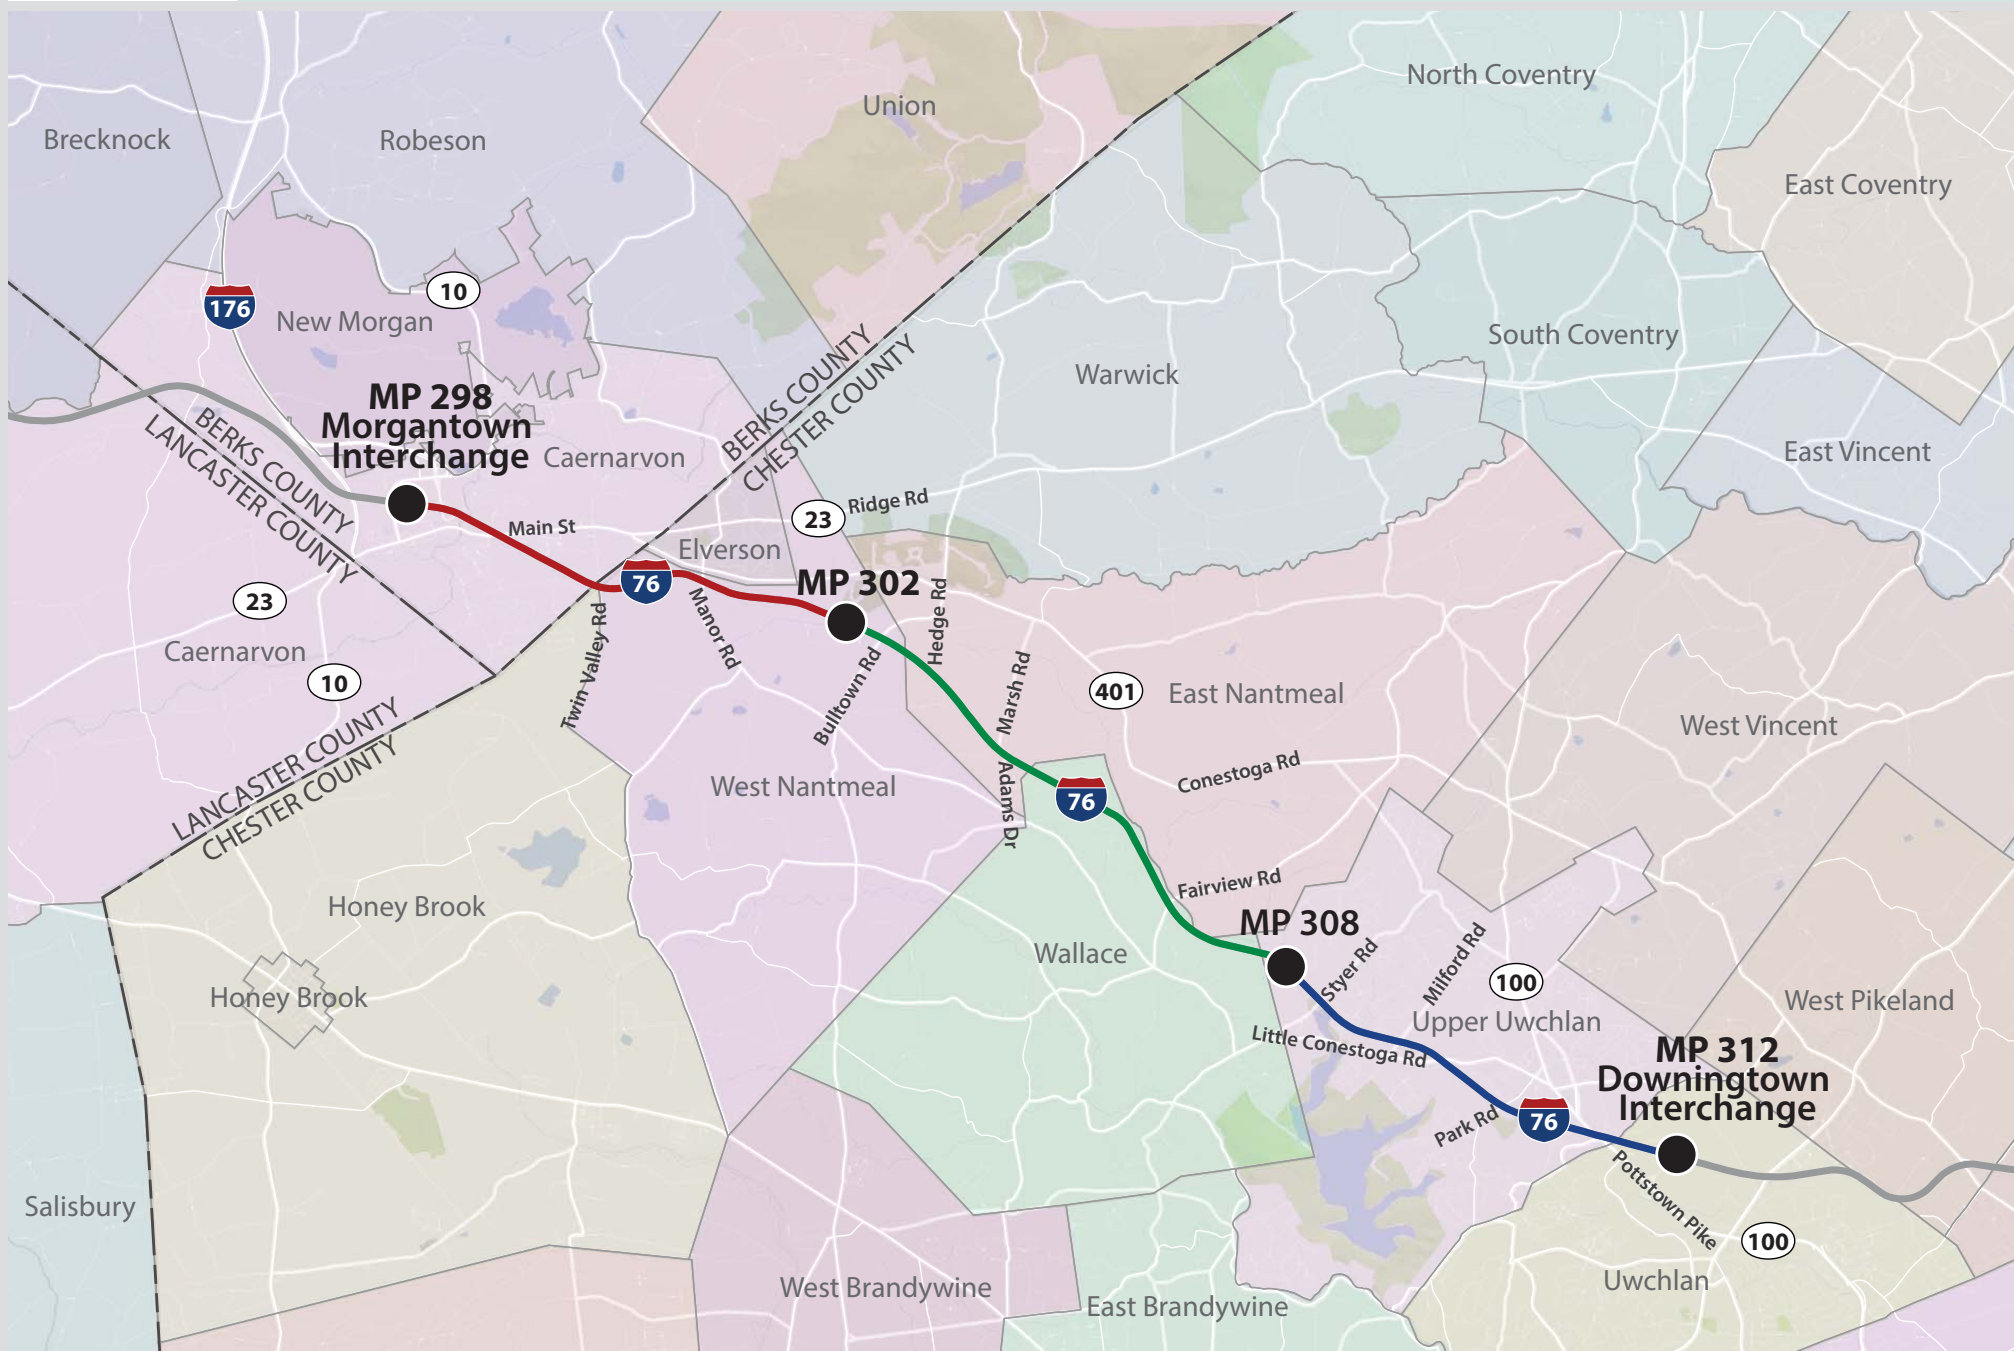 North Coventry
Union
Brecknock
Robeson
East Coventry
176
10
New Morgan
South Coventry
Warwick
BERKS COUNTY
CHESTER COUNTY
MP 298
Morgantown
Interchange
BERKS COUNTY
LANCASTER COUNTY
Caernarvon
East Vincent
Ridge Rd
23
Main St
Elverson
76
MP 302
23
Hedge Rd
Manor Rd
Twin Valley Rd
Caernarvon
10
Bulltown Rd
Marsh Rd
401
East Nantmeal
West Vincent
LANCASTER COUNTY
CHESTER COUNTY
West Nantmeal
Adams Dr
76
Conestoga Rd
Fairview Rd
Honey Brook
MP 308
Wallace
Styer Rd
Milford Rd
100
Honey Brook
West Pikeland
Upper Uwchlan
Little Conestoga Rd
MP 312
Downingtown
Interchange
Park Rd
76
Pottstown Pike
Salisbury
100
Uwchlan
West Brandywine
East Brandywine